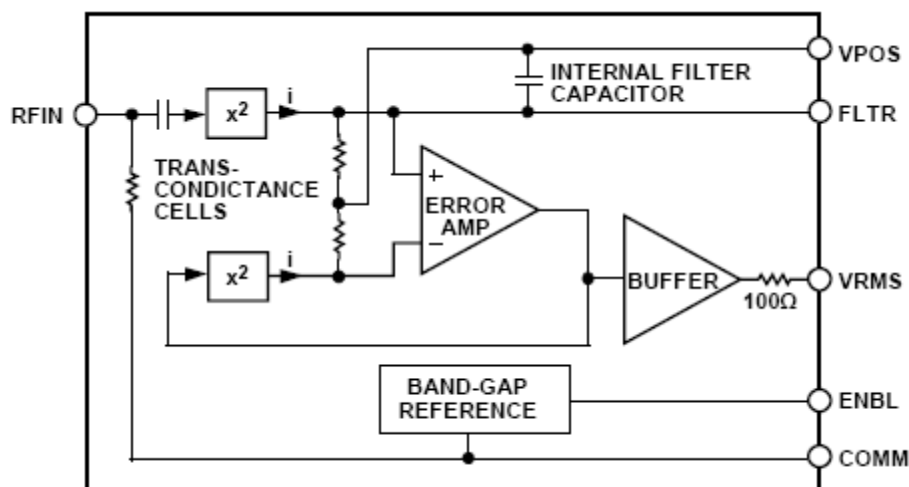 VPOS
INTERNAL FILTER
CAPACITOR
RFIN
x²
i
FLTR
TRANS-
CONDICTANCE
CELLS
+
ERROR
AMP
−
x²
i
BUFFER
100Ω
VRMS
BAND-GAP
REFERENCE
ENBL
COMM